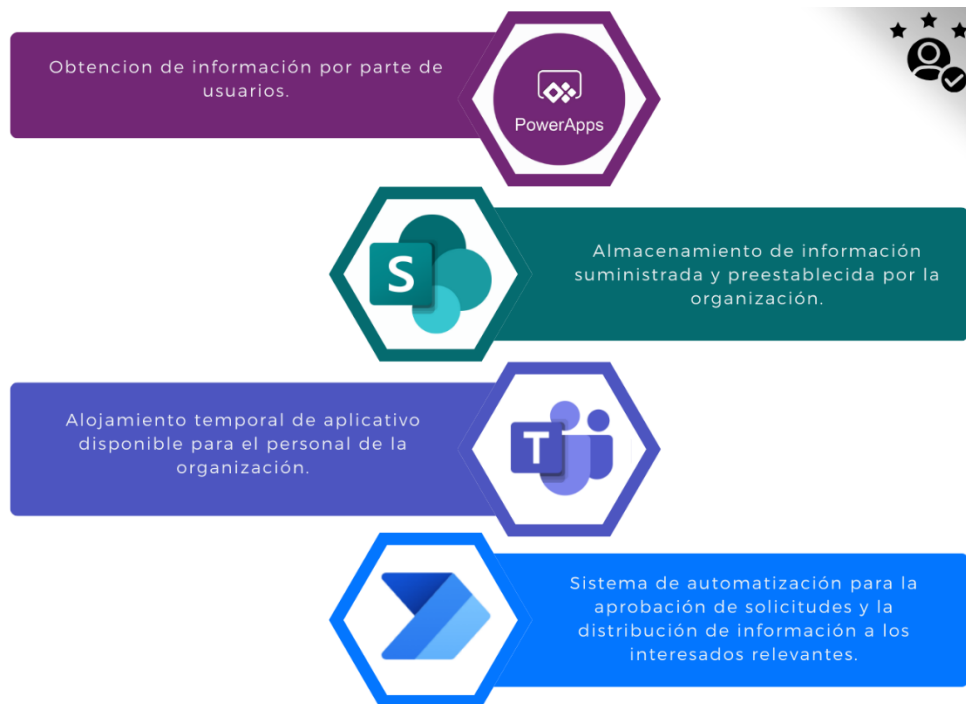 Obtencion de información por parte de
usuarios.
PowerApps
S
Almacenamiento de información
suministrada y preestablecida por la
organización.
Alojamiento temporal de aplicativo
disponible para el personal de la
organización.
T
Sistema de automatización para la
aprobación de solicitudes y la
distribución de información a los
interesados relevantes.